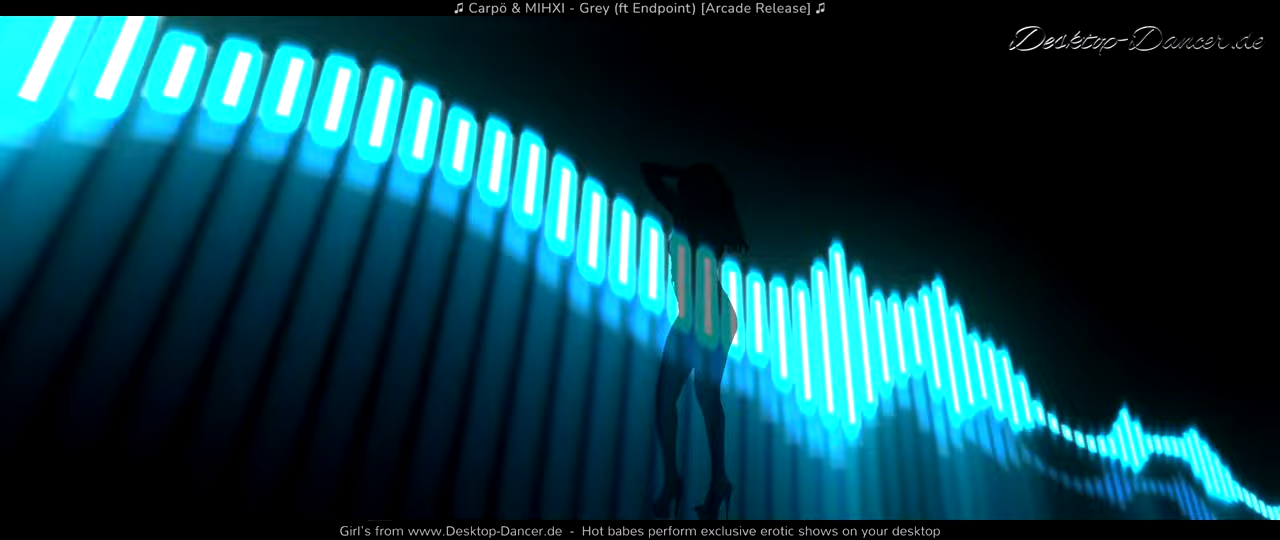 ♫ Carpö & MIHXI - Grey (ft Endpoint) [Arcade Release] ♫
Desktop-Dancer.de
Girl's from www.Desktop-Dancer.de - Hot babes perform exclusive erotic shows on your desktop